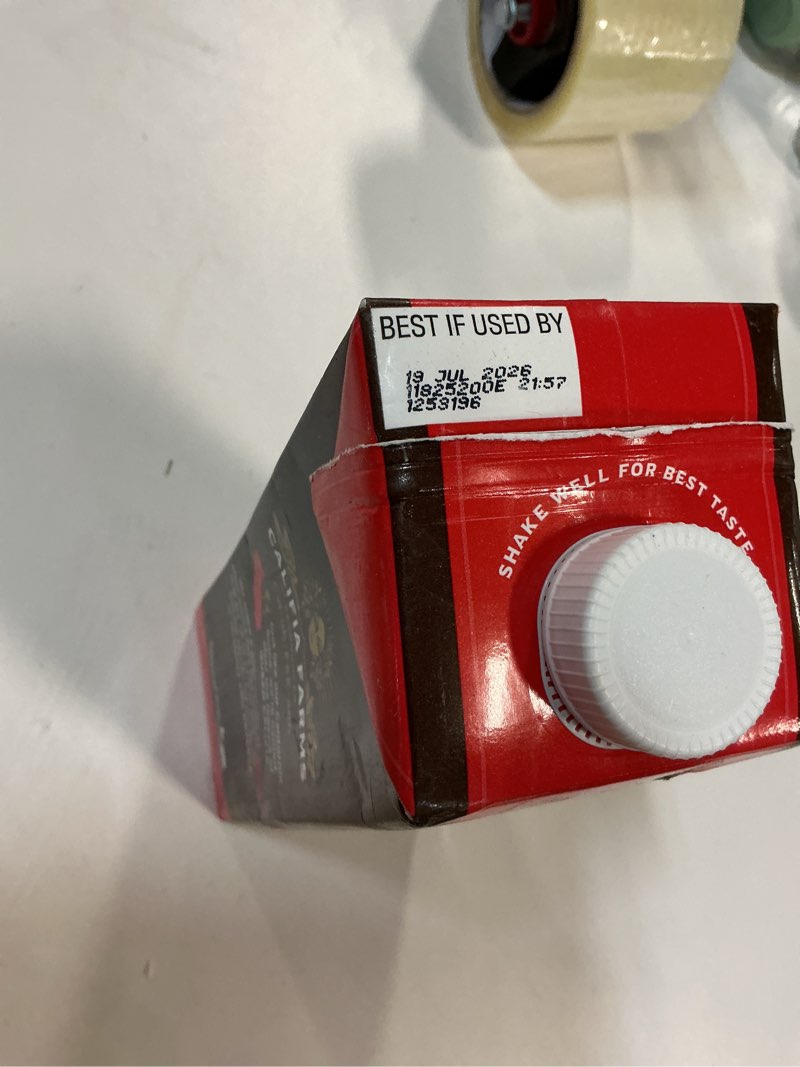 BEST IF USED BY
19 JUL 2026
11825200E 21:57
1253196
SHAKE WELL FOR BEST TASTE
CALIFIA FARMS